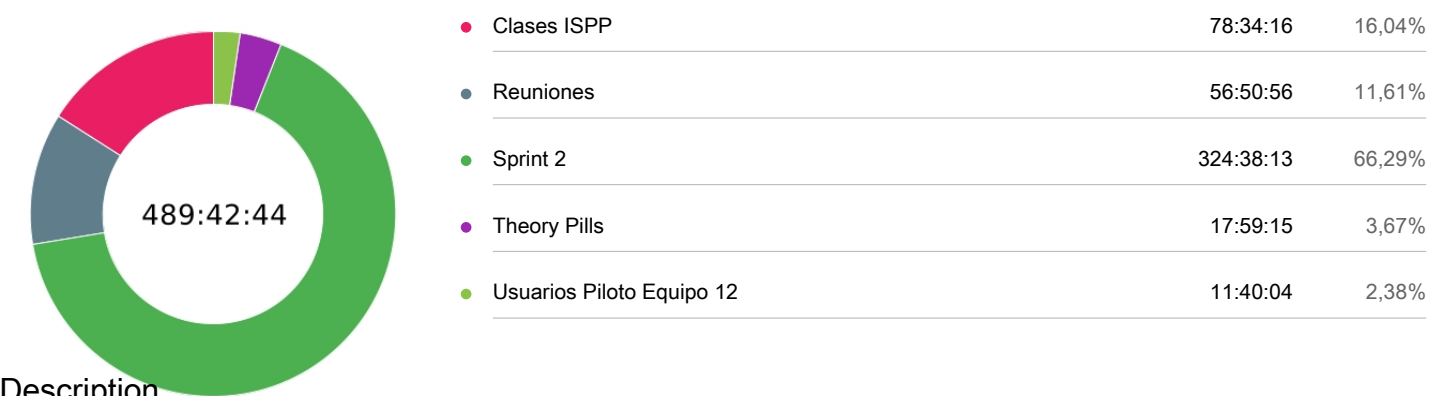 Clases ISPP 78:34:16 16,04%
Reuniones 56:50:56 11,61%
Sprint 2 324:38:13 66,29%
489:42:44
Theory Pills 17:59:15 3,67%
Usuarios Piloto Equipo 12 11:40:04 2,38%
Description